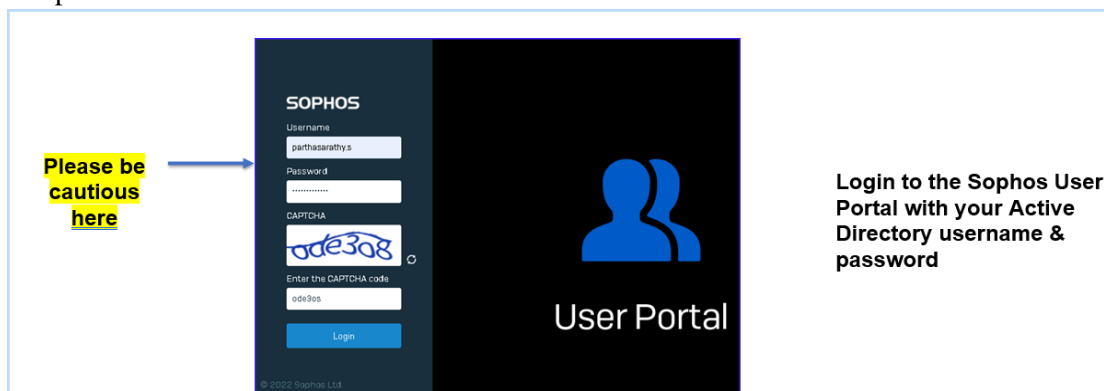 Please be
cautious
here
SOPHOS
Username
parthasarathy.s
Password
CAPTCHA
ode308
Enter the CAPTCHA code
ode3os
Login
© 2022 Sophos Ltd.
User Portal
Login to the Sophos User
Portal with your Active
Directory username &
password